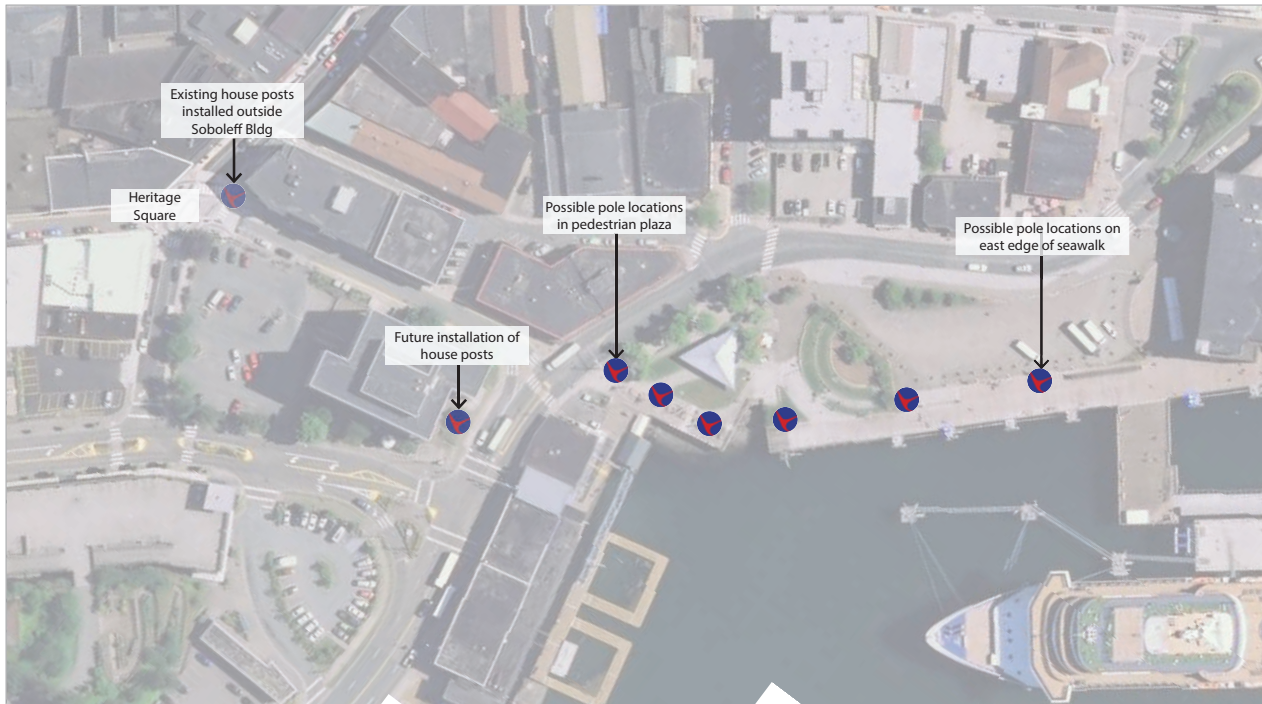 Existing house posts
installed outside
Soboleff Bldg
Heritage
Square
Possible pole locations
in pedestrian plaza
Possible pole locations on
east edge of seawalk
Future installation of
house posts